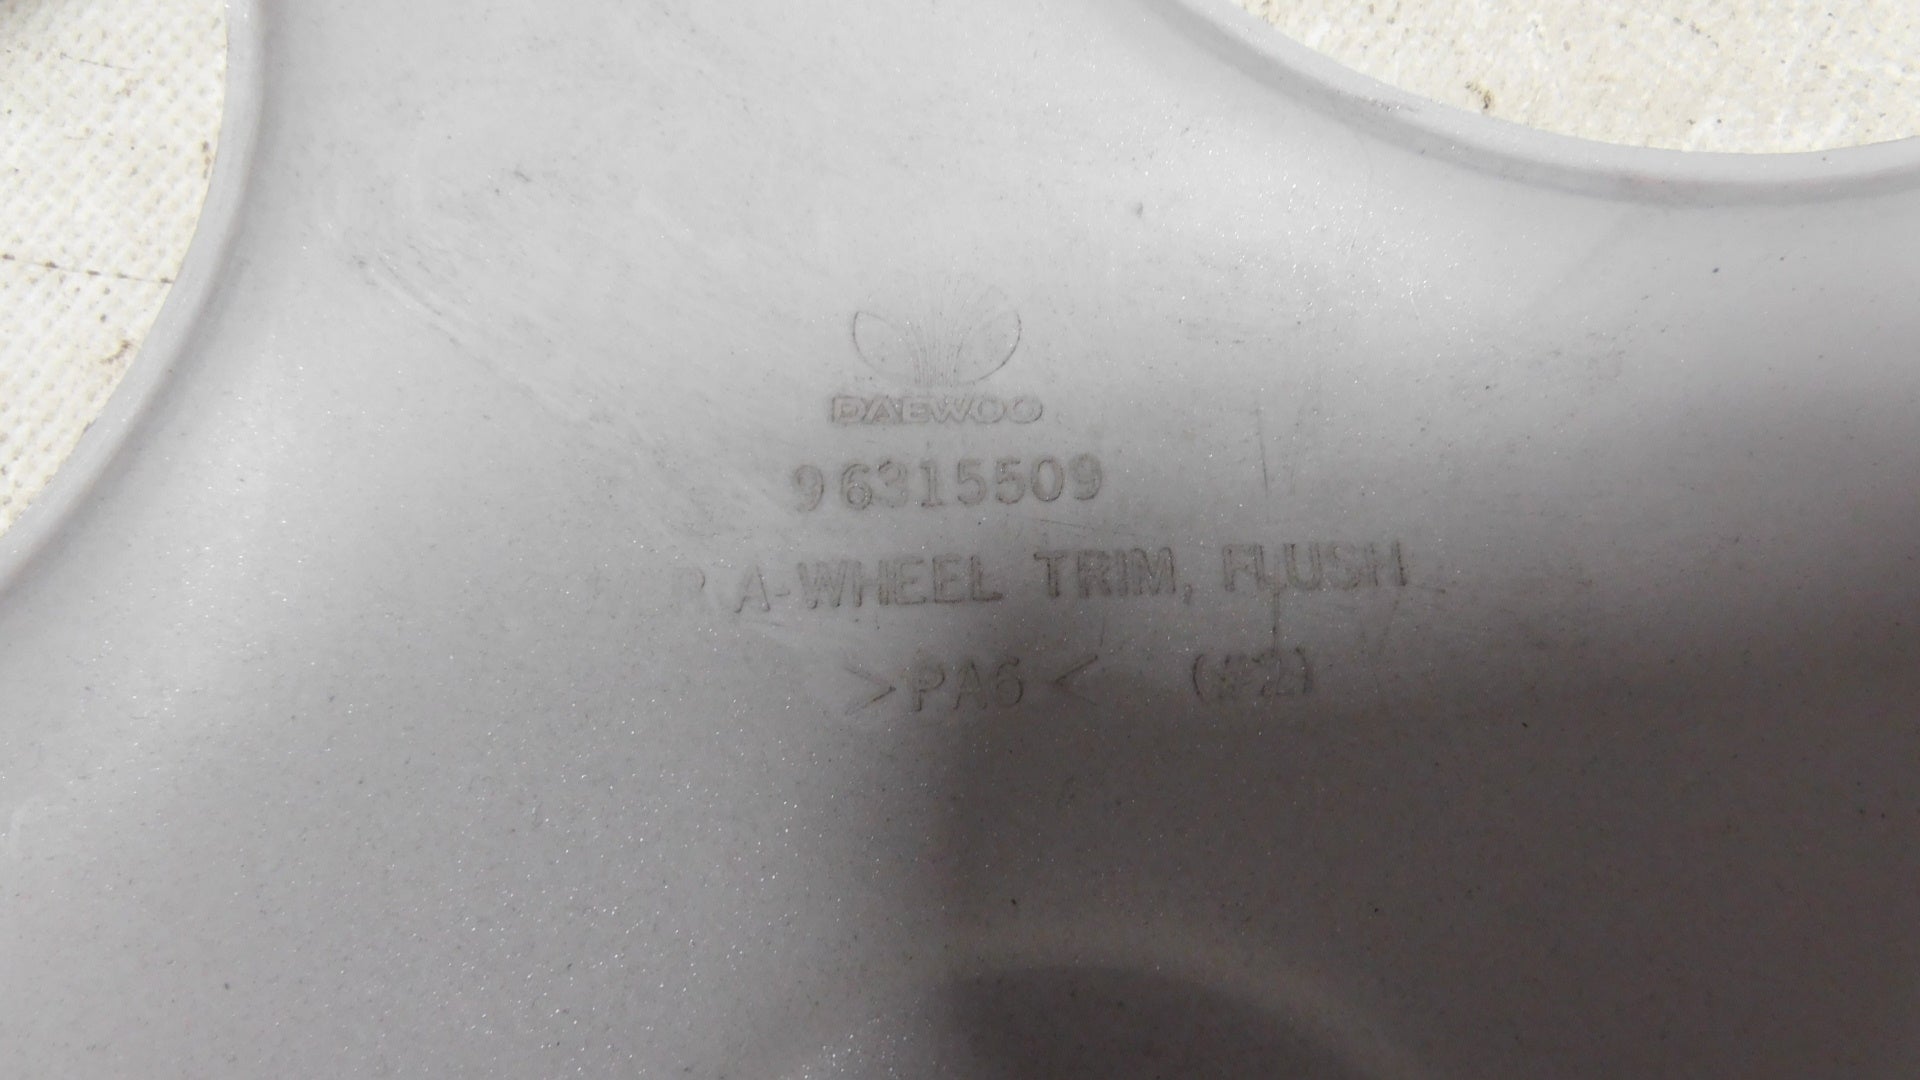 DAEWOO
96315509
A-WHEEL TRIM, FLUSH
>PA6<